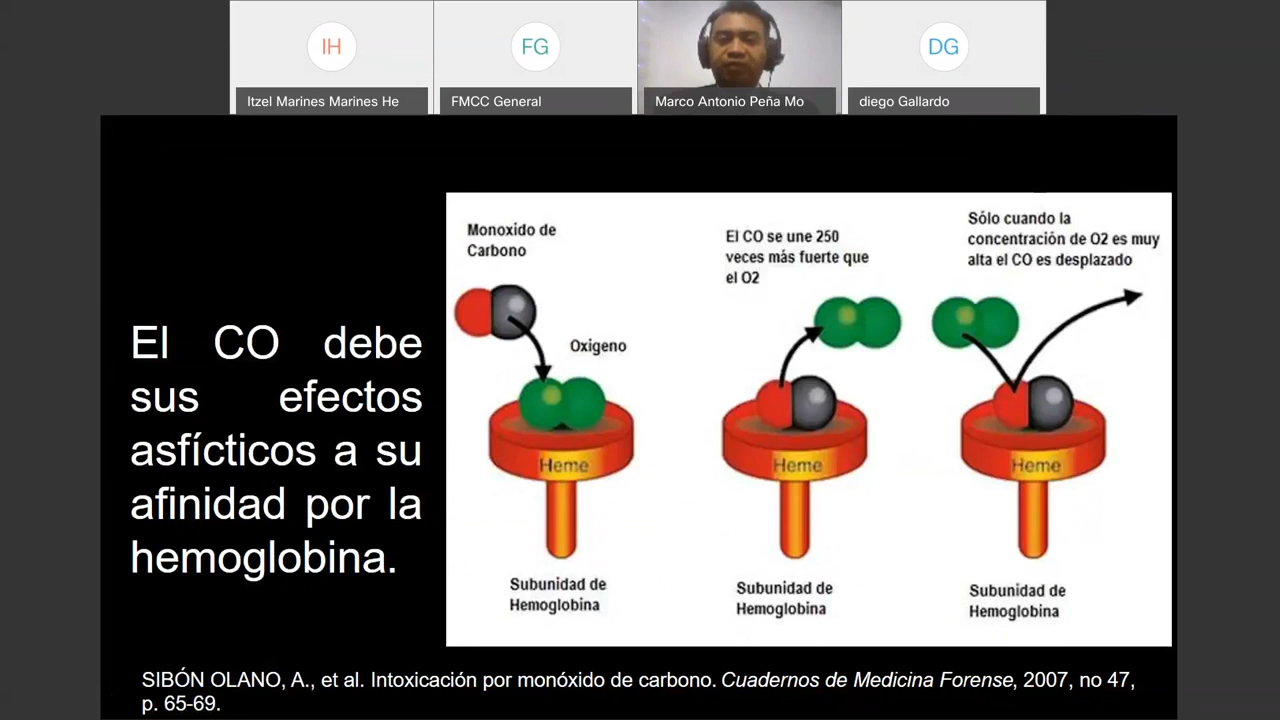 IH
FG
DG
Itzel Marines Marines He
FMCC General
Marco Antonio Peña Mo
diego Gallardo
El CO debe
sus efectos
asfícticos a su
afinidad por la
hemoglobina.
Monoxido de
Carbono
Oxigeno
Heme
Subunidad de
Hemoglobina
El CO se une 250
veces más fuerte que
el O2
Heme
Subunidad de
Hemoglobina
Sólo cuando la
concentración de O2 es muy
alta el CO es desplazado
Heme
Subunidad de
Hemoglobina
SIBÓN OLANO, A., et al. Intoxicación por monóxido de carbono. Cuadernos de Medicina Forense, 2007, no 47,
p. 65-69.